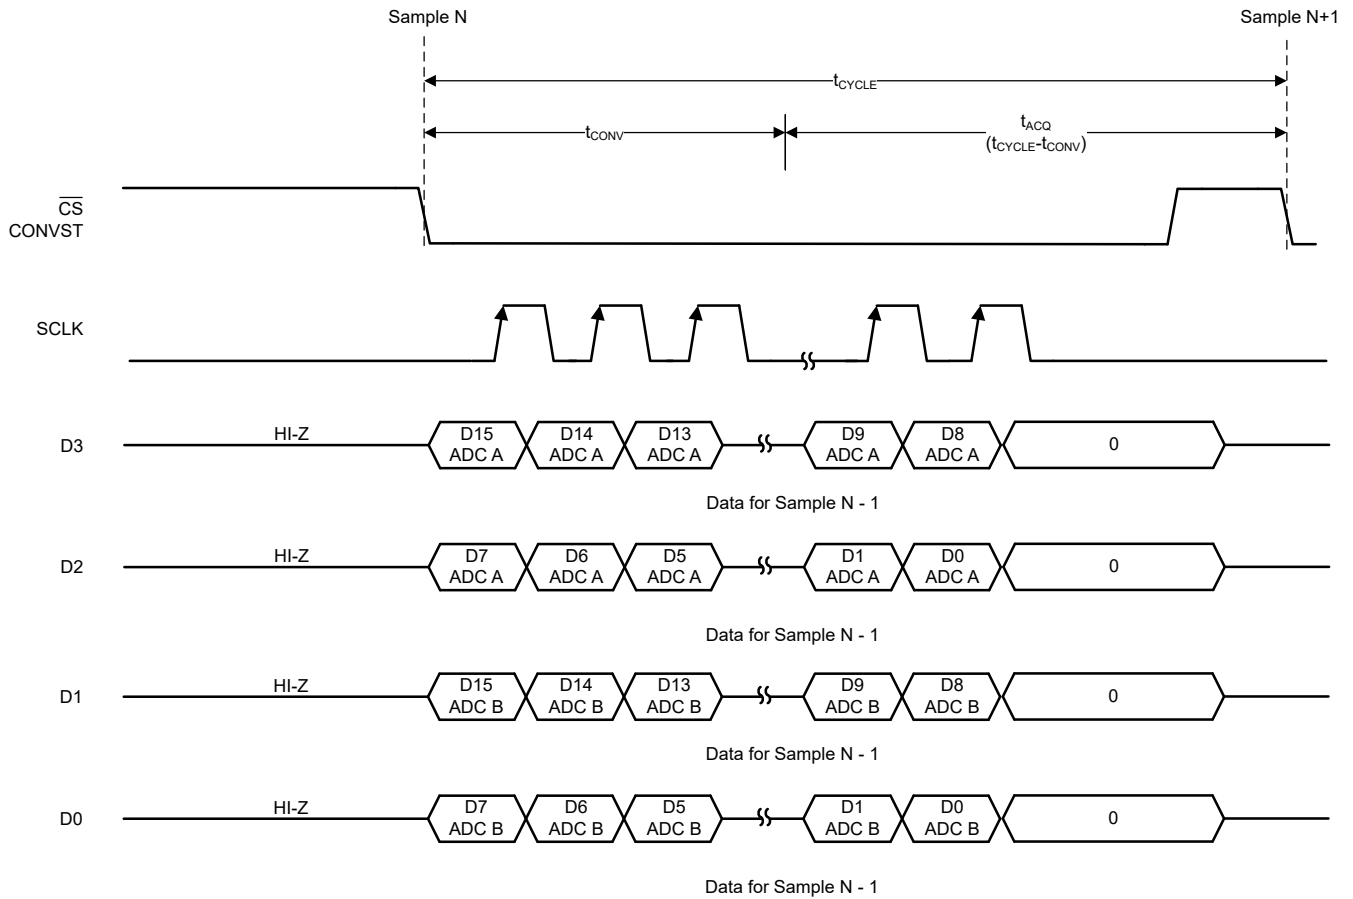 Sample N
Sample N+1
tCYCLE
tCONV
tACQ
(tCYCLE-tCONV)
CS
CONVST
SCLK
D3
HI-Z
D15
ADC A
D14
ADC A
D13
ADC A
D9
ADC A
D8
ADC A
0
Data for Sample N - 1
D2
HI-Z
D7
ADC A
D6
ADC A
D5
ADC A
D1
ADC A
D0
ADC A
0
Data for Sample N - 1
D1
HI-Z
D15
ADC B
D14
ADC B
D13
ADC B
D9
ADC B
D8
ADC B
0
Data for Sample N - 1
D0
HI-Z
D7
ADC B
D6
ADC B
D5
ADC B
D1
ADC B
D0
ADC B
0
Data for Sample N - 1